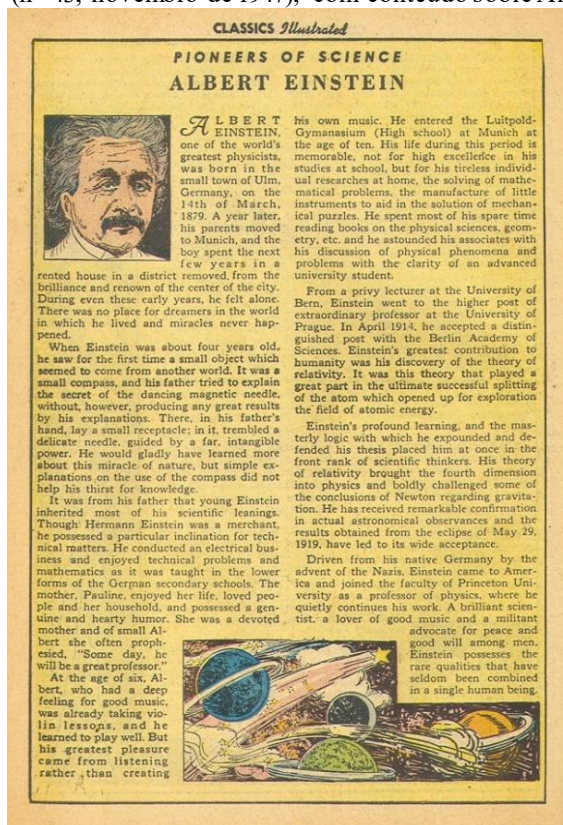 (nº 43, novembro de 1947), com conteúdo sobre
CLASSICS Illustrated
PIONEERS OF SCIENCE
ALBERT EINSTEIN
ALBERT
EINSTEIN,
one of the world's
greatest physicists,
was born in the
small town of Ulm,
Germany, on the
14th of March,
1879. A year later,
his parents moved
to Munich, and the
boy spent the next
few years in a
rented house in a district removed from the
brilliance and renown of the center of the city.
During even these early years, he felt alone.
There was no place for dreamers in the world
in which he lived and miracles never hap-
pened.
When Einstein was about four years old,
he saw for the first time a small object which
seemed to come from another world. It was a
small compass, and his father tried to explain
the secret of the dancing magnetic needle,
without, however, producing any great results
by his explanations. There, in his father's
hand, lay a small receptacle; in it, trembled a
delicate needle, guided by a far, intangible
power. He would gladly have learned more
about this miracle of nature, but simple ex-
planations on the use of the compass did not
help his thirst for knowledge.
It was from his father that young Einstein
inherited most of his scientific leanings.
Though Hermann Einstein was a merchant,
he possessed a particular inclination for tech-
nical matters. He conducted an electrical bus-
iness and enjoyed technical problems and
mathematics as it was taught in the lower
forms of the German secondary schools. The
mother, Pauline, enjoyed her life, loved peo-
ple and her household, and possessed a gen-
uine and hearty humor. She was a devoted
mother and of small Al-
bert she often proph-
esied, "Some day, he
will be a great professor."
At the age of six, Al-
bert, who had a deep
feeling for good music,
was already taking vio-
lin lessons, and he
learned to play well. But
his greatest pleasure
came from listening
rather than creating
his own music. He entered the Luitpold-
Gymanasium (High school) at Munich at
the age of ten. His life during this period is
memorable, not for high excellence in his
studies at school, but for his tireless individ-
ual researches at home, the solving of mathe-
matical problems, the manufacture of little
instruments to aid in the solution of mechan-
ical puzzles. He spent most of his spare time
reading books on the physical sciences, geom-
etry, etc. and he astounded his associates with
his discussion of physical phenomena and
problems with the clarity of an advanced
university student.
From a privy lecturer at the University of
Bern, Einstein went to the higher post of
extraordinary professor at the University of
Prague. In April 1914, he accepted a distin-
guished post with the Berlin Academy of
Sciences. Einstein's greatest contribution to
humanity was his discovery of the theory of
relativity. It was this theory that played a
great part in the ultimate successful splitting
of the atom which opened up for exploration
the field of atomic energy.
Einstein's profound learning, and the mas-
terly logic with which he expounded and de-
fended his thesis placed him at once in the
front rank of scientific thinkers. His theory
of relativity brought the fourth dimension
into physics and boldly challenged some of
the conclusions of Newton regarding gravita-
tion. He has received remarkable confirmation
in actual astronomical observances and the
results obtained from the eclipse of May 29,
1919, have led to its wide acceptance.
Driven from his native Germany by the
advent of the Nazis, Einstein came to Amer-
ica and joined the faculty of Princeton Uni-
versity as a professor of physics, where he
quietly continues his work. A brilliant scien-
tist, a lover of good music and a militant
advocate for peace and
good will among men,
Einstein possesses the
rare qualities that have
seldom been combined
in a single human being.